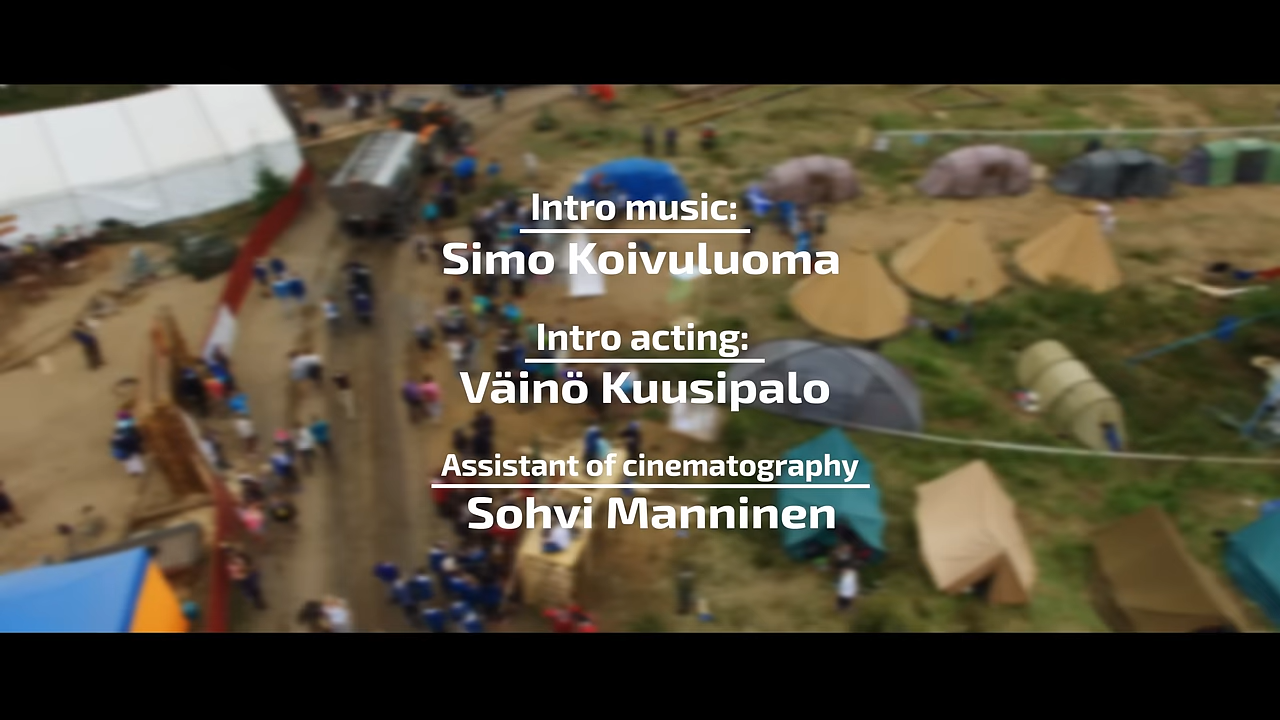 Intro music:
Simo Koivuluoma
Intro acting:
Väinö Kuusipalo
Assistant of cinematography
Sohvi Manninen